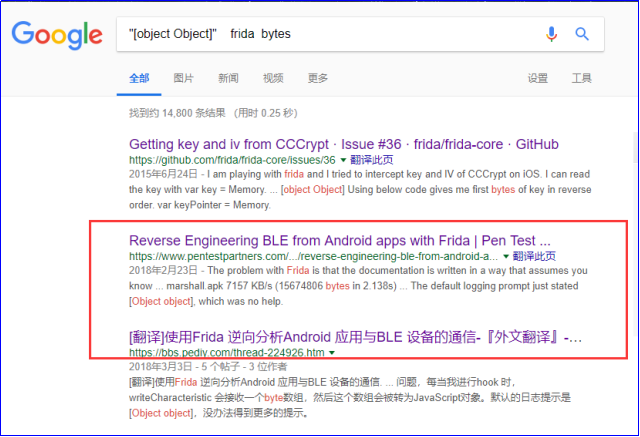 Google
"[object Object]" frida bytes
全部 图片 新闻 视频 更多 设置 工具
找到约 14,800 条结果 （用时 0.25 秒）
Getting key and iv from CCCrypt · Issue #36 · frida/frida-core · GitHub
https://github.com/frida/frida-core/issues/36 ▼ 翻译此页
2015年6月24日 - I am playing with frida and I tried to intercept key and IV of CCCrypt on iOS. I can read
the key with var key = Memory. ... [object Object] Using below code gives me first bytes of key in reverse
order. var keyPointer = Memory.
Reverse Engineering BLE from Android apps with Frida | Pen Test ...
https://www.pentestpartners.com/.../reverse-engineering-ble-from-android-a... ▼ 翻译此页
2018年2月23日 - The problem with Frida is that the documentation is written in a way that assumes you
know ... marshall.apk 7157 KB/s (15674806 bytes in 2.138s) ... The default logging prompt just stated
[Object object], which was no help.
[翻译]使用Frida 逆向分析Android 应用与BLE 设备的通信-『外文翻译』-...
https://bbs.pediy.com/thread-224926.htm ▼
2018年3月3日 - 5 个帖子 - 3 位作者
[翻译]使用Frida 逆向分析Android 应用与BLE 设备的通信. ... 问题，每当我进行hook 时，
writeCharacteristic 会接收一个byte数组，然后这个数组会被转为JavaScript对象。默认的日志提示是
[Object object]，没办法得到更多的提示。